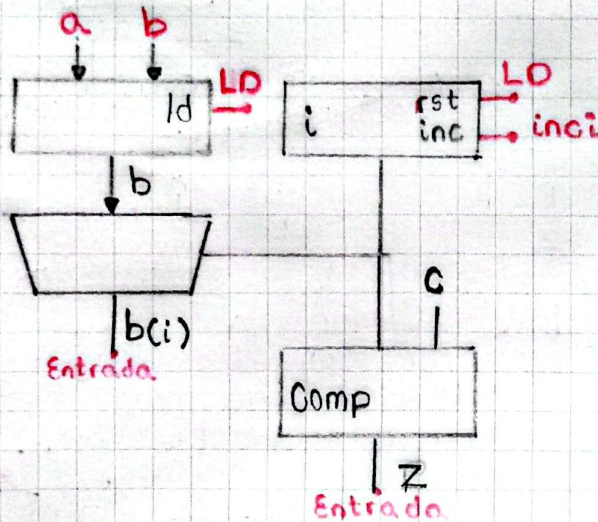 a b
LD
ld
LD
rst
i
inc
inci
b
C
b(i)
Entrada
Comp
Z
Entrada